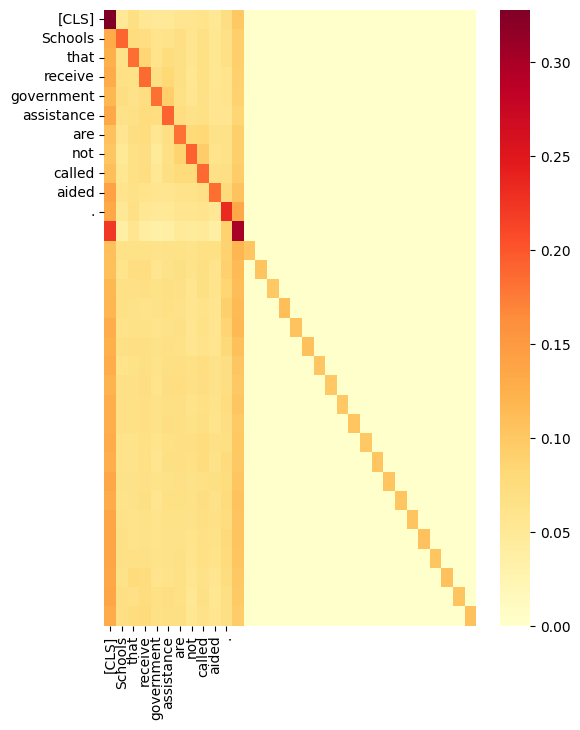 [CLS]
Schools
that
receive
government
assistance
are
not
called
aided
.
0.30
0.25
0.20
0.15
0.10
0.05
0.00
[CLS]
Schools
that
receive
government
assistance
are
not
called
aided
.